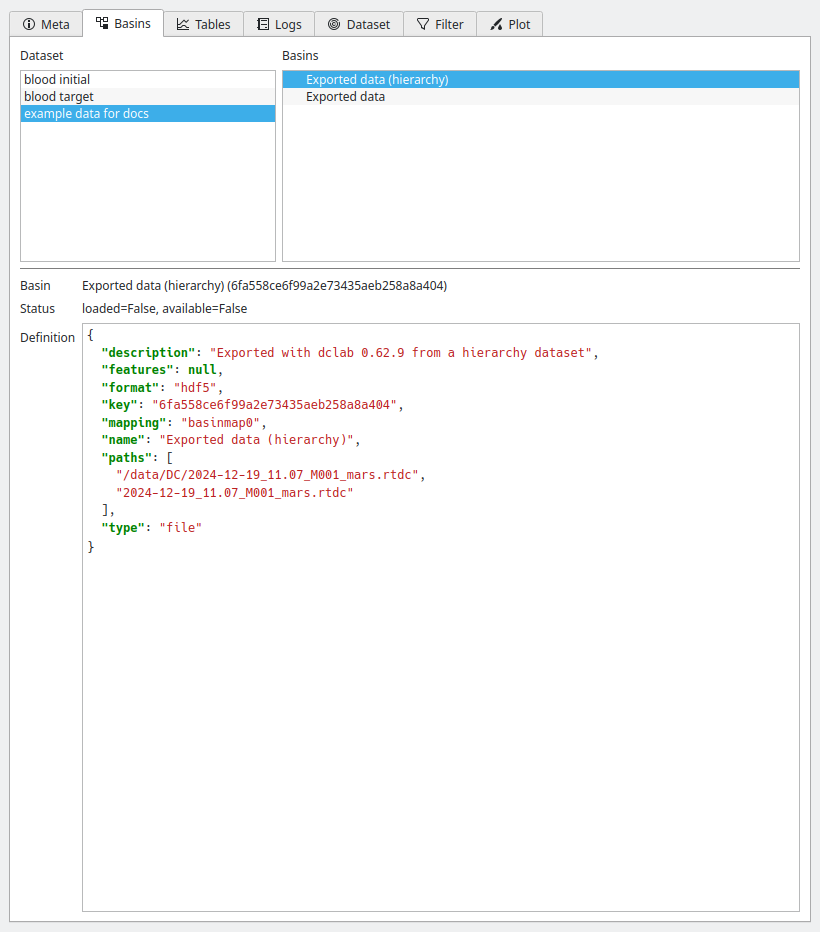 Meta Basins Tables Logs Dataset Filter Plot
Dataset
Basins
blood initial
blood target
example data for docs
Exported data (hierarchy)
Exported data
Basin Exported data (hierarchy) (6fa558ce6f99a2e73435aeb258a8a404)
Status loaded=False, available=False
Definition
{
  "description": "Exported with dclab 0.62.9 from a hierarchy dataset",
  "features": null,
  "format": "hdf5",
  "key": "6fa558ce6f99a2e73435aeb258a8a404",
  "mapping": "basinmap0",
  "name": "Exported data (hierarchy)",
  "paths": [
    "/data/DC/2024-12-19_11.07_M001_mars.rtdc",
    "2024-12-19_11.07_M001_mars.rtdc"
  ],
  "type": "file"
}